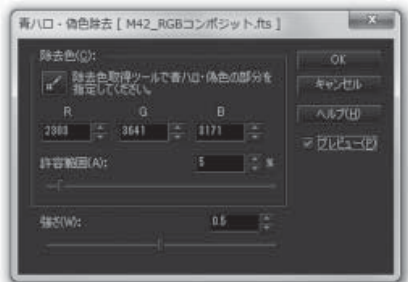 青ハロ・偽色除去 [ M42_RGBコンポジット.fts ]
除去色(C):
除去色取得ツールで青ハロ・偽色の部分を
指定してください。
R G B
2303 3641 3171
許容範囲(A): 5 %
強さ(W): 0.5
OK
キャンセル
ヘルプ(H)
プレビュー(P)